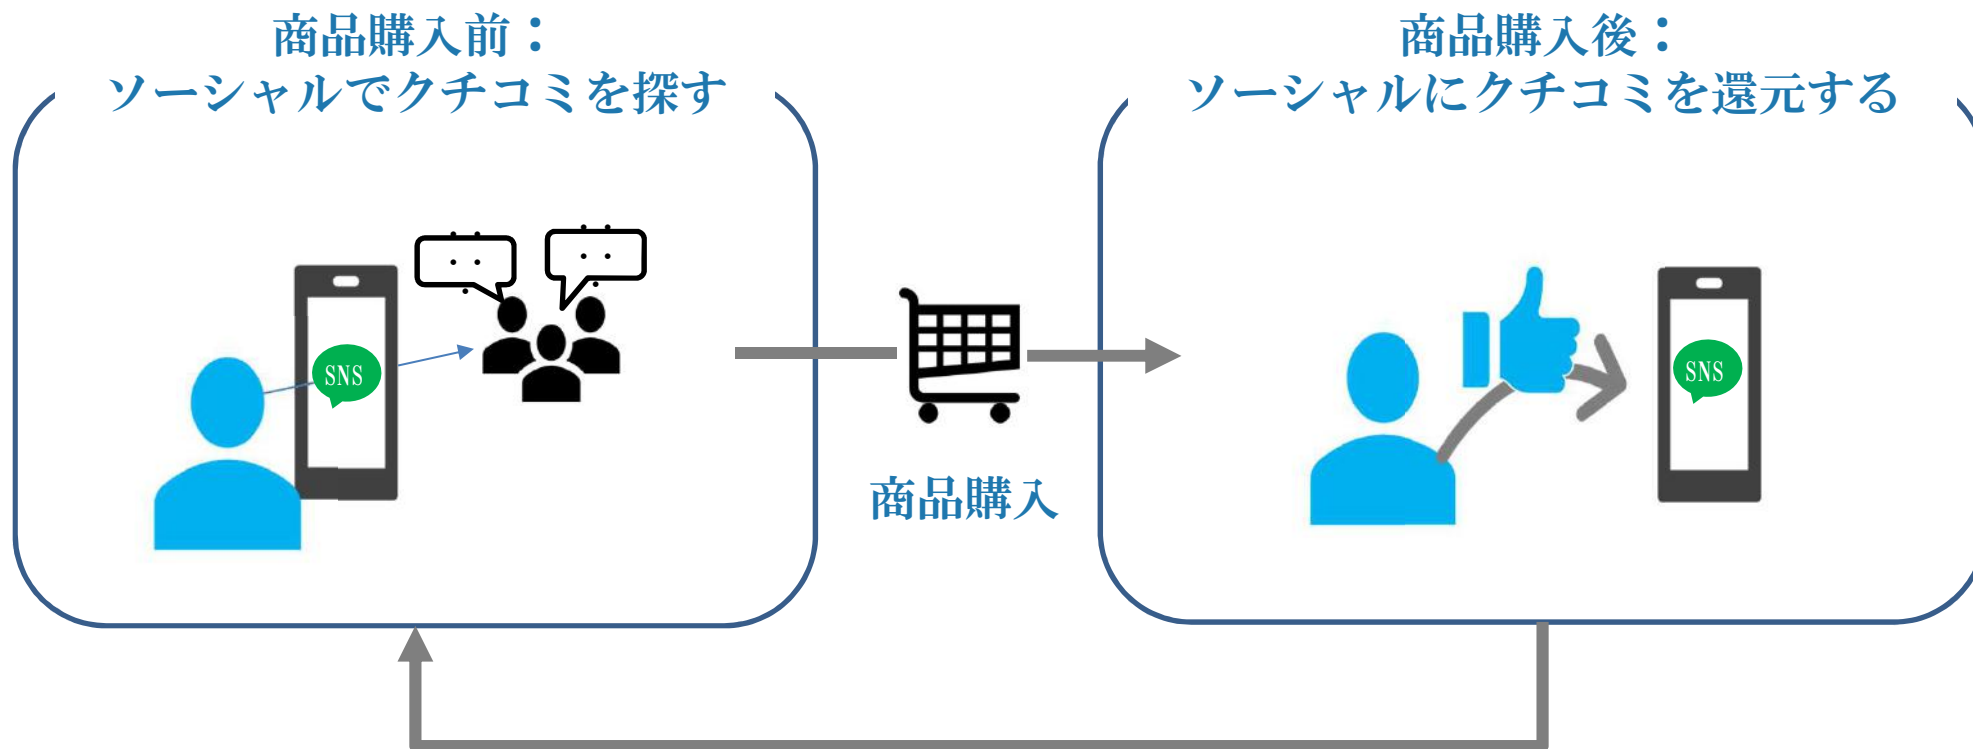 商品購入前：
ソーシャルでクチコミを探す
商品購入後：
ソーシャルにクチコミを還元する
SNS
SNS
商品購入